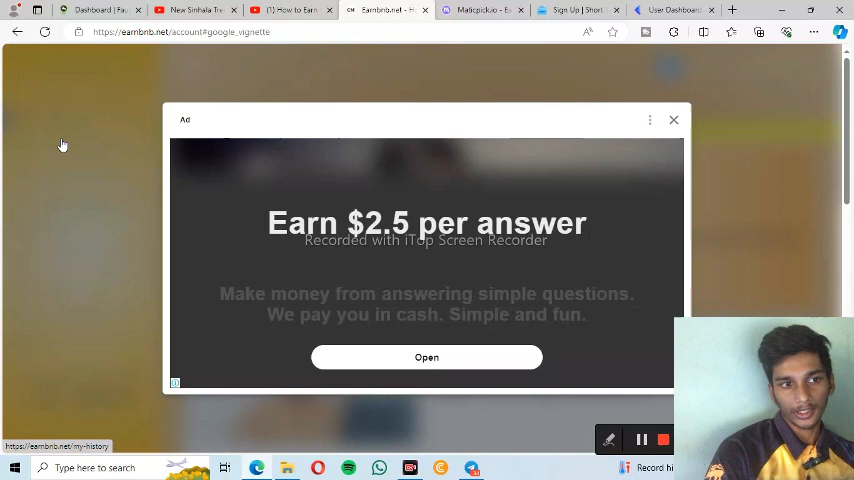 Dashboard | Fau
New Sinhala Tre
(1) How to Earn
CM
Earnbnb.net - H
Maticpick.io - Ea
Sign Up | Short
User Dashboard
https://earnbnb.net/account#google_vignette
Ad
Earn $2.5 per answer
Recorded with iTop Screen Recorder
Make money from answering simple questions.
We pay you in cash. Simple and fun.
Open
https://earnbnb.net/my-history
Type here to search
Record hi